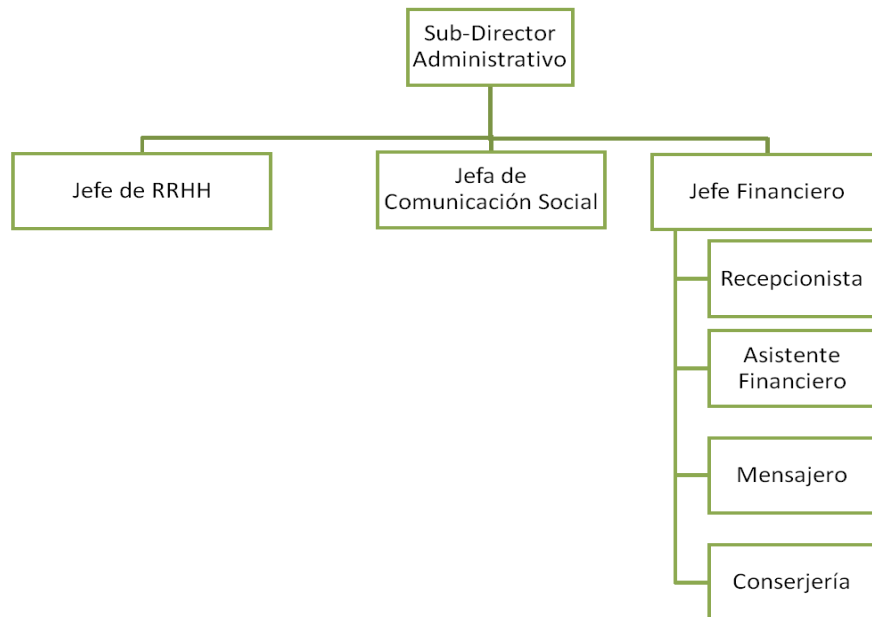 Sub-Director
Administrativo
Jefe de RRHH
Jefa de
Comunicación Social
Jefe Financiero
Recepcionista
Asistente
Financiero
Mensajero
Conserjería